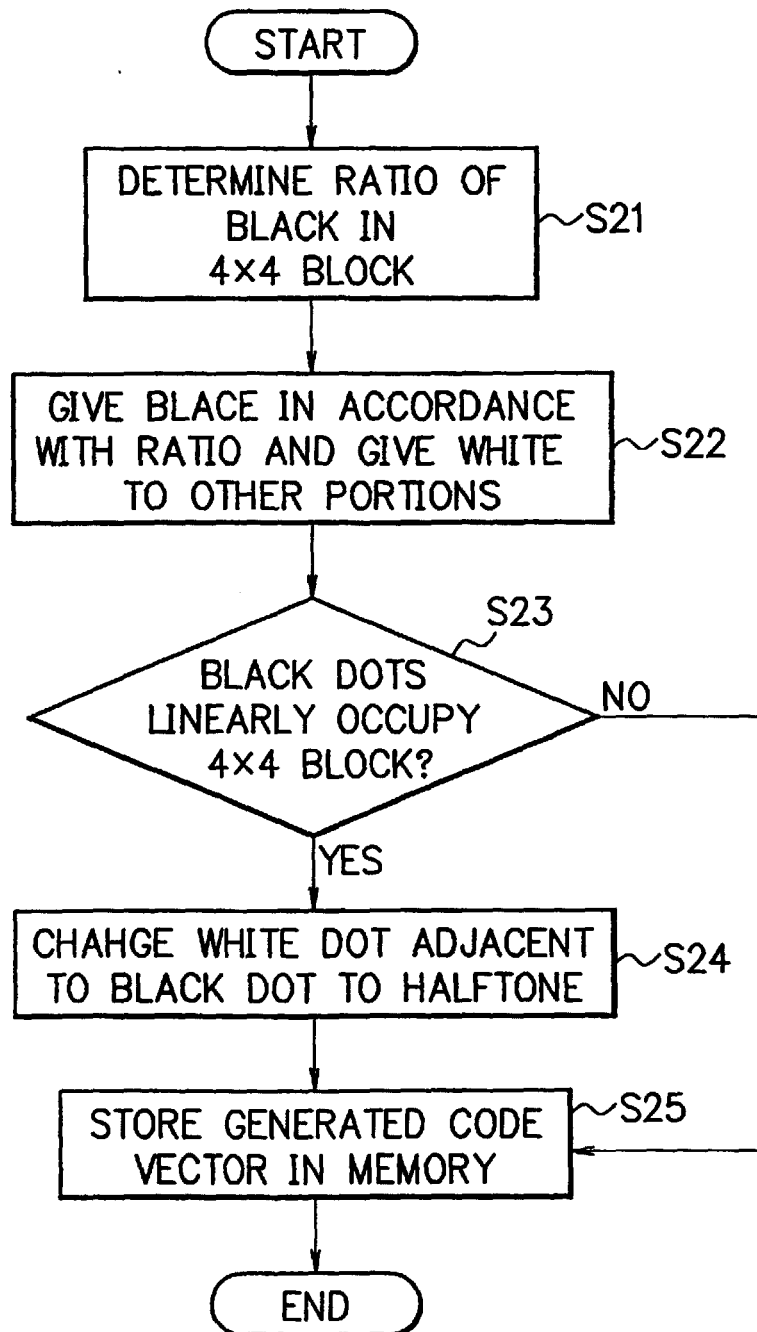 START
DETERMINE RATIO OF
BLACK IN
4×4 BLOCK
S21
GIVE BLACE IN ACCORDANCE
WITH RATIO AND GIVE WHITE
TO OTHER PORTIONS
S22
S23
BLACK DOTS
LINEARLY OCCUPY
4×4 BLOCK?
NO
YES
CHAHGE WHITE DOT ADJACENT
TO BLACK DOT TO HALFTONE
S24
STORE GENERATED CODE
VECTOR IN MEMORY
S25
END